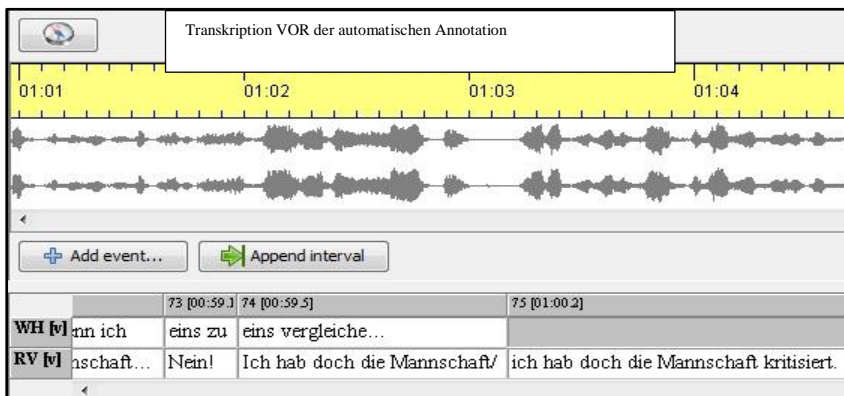 Transkription VOR der automatischen Annotation
01:01 01:02 01:03 01:04
Add event... Append interval
73 [00:59.1 74 [00:59.5] 75 [01:00.2]
WH [v] nn ich eins zu eins vergleiche...
RV [v] nschaft... Nein! Ich hab doch die Mannschaft/ ich hab doch die Mannschaft kritisiert.